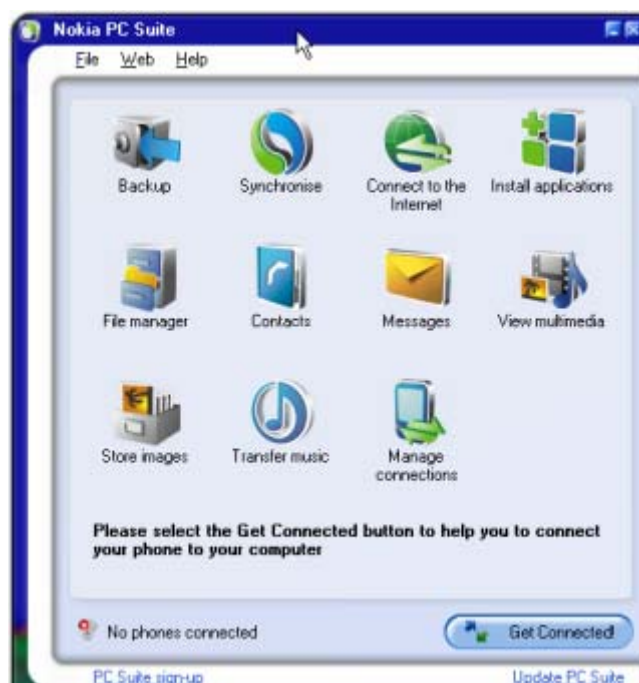 Nokia PC Suite
File Web Help
Backup Synchronise Connect to the Internet Install applications
File manager Contacts Messages View multimedia
Store images Transfer music Manage connections
Please select the Get Connected button to help you to connect
your phone to your computer
No phones connected Get Connected!
PC Suite sign-up Update PC Suite